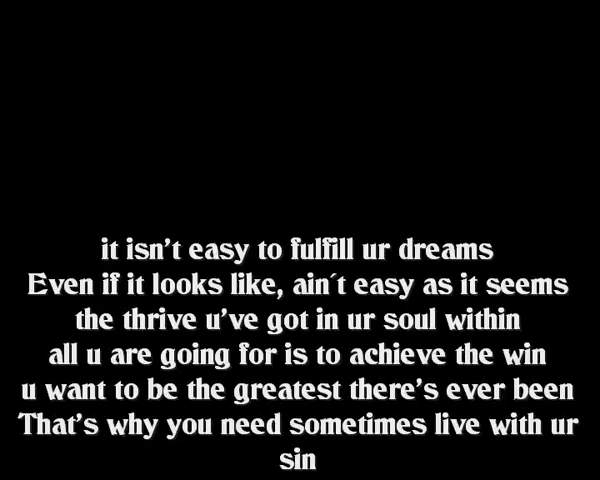 it isn't easy to fulfill ur dreams
Even if it looks like, ain´t easy as it seems
the thrive u've got in ur soul within
all u are going for is to achieve the win
u want to be the greatest there's ever been
That's why you need sometimes live with ur
sin